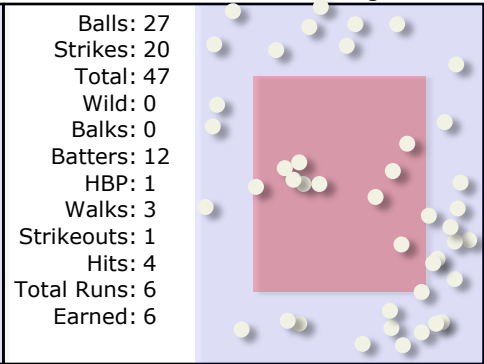 Balls: 27
Strikes: 20
Total: 47
Wild: 0
Balks: 0
Batters: 12
HBP: 1
Walks: 3
Strikeouts: 1
Hits: 4
Total Runs: 6
Earned: 6